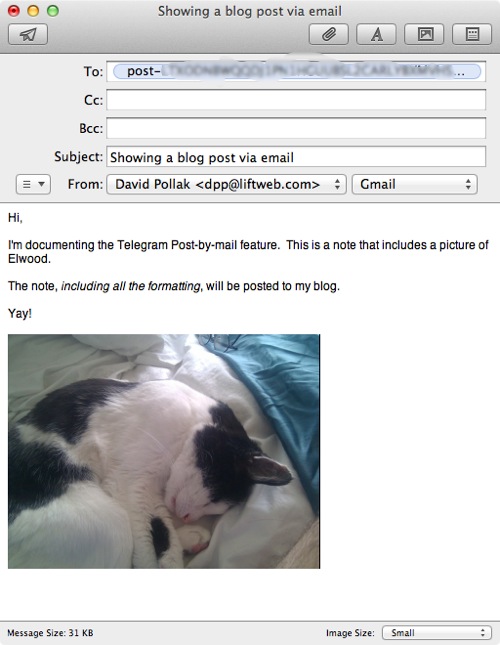 Showing a blog post via email
To: post-
Cc:
Bcc:
Subject: Showing a blog post via email
From: David Pollak <dpp@liftweb.com> Gmail
Hi,
I'm documenting the Telegram Post-by-mail feature. This is a note that includes a picture of
Elwood.
The note, including all the formatting, will be posted to my blog.
Yay!
Message Size: 31 KB Image Size: Small